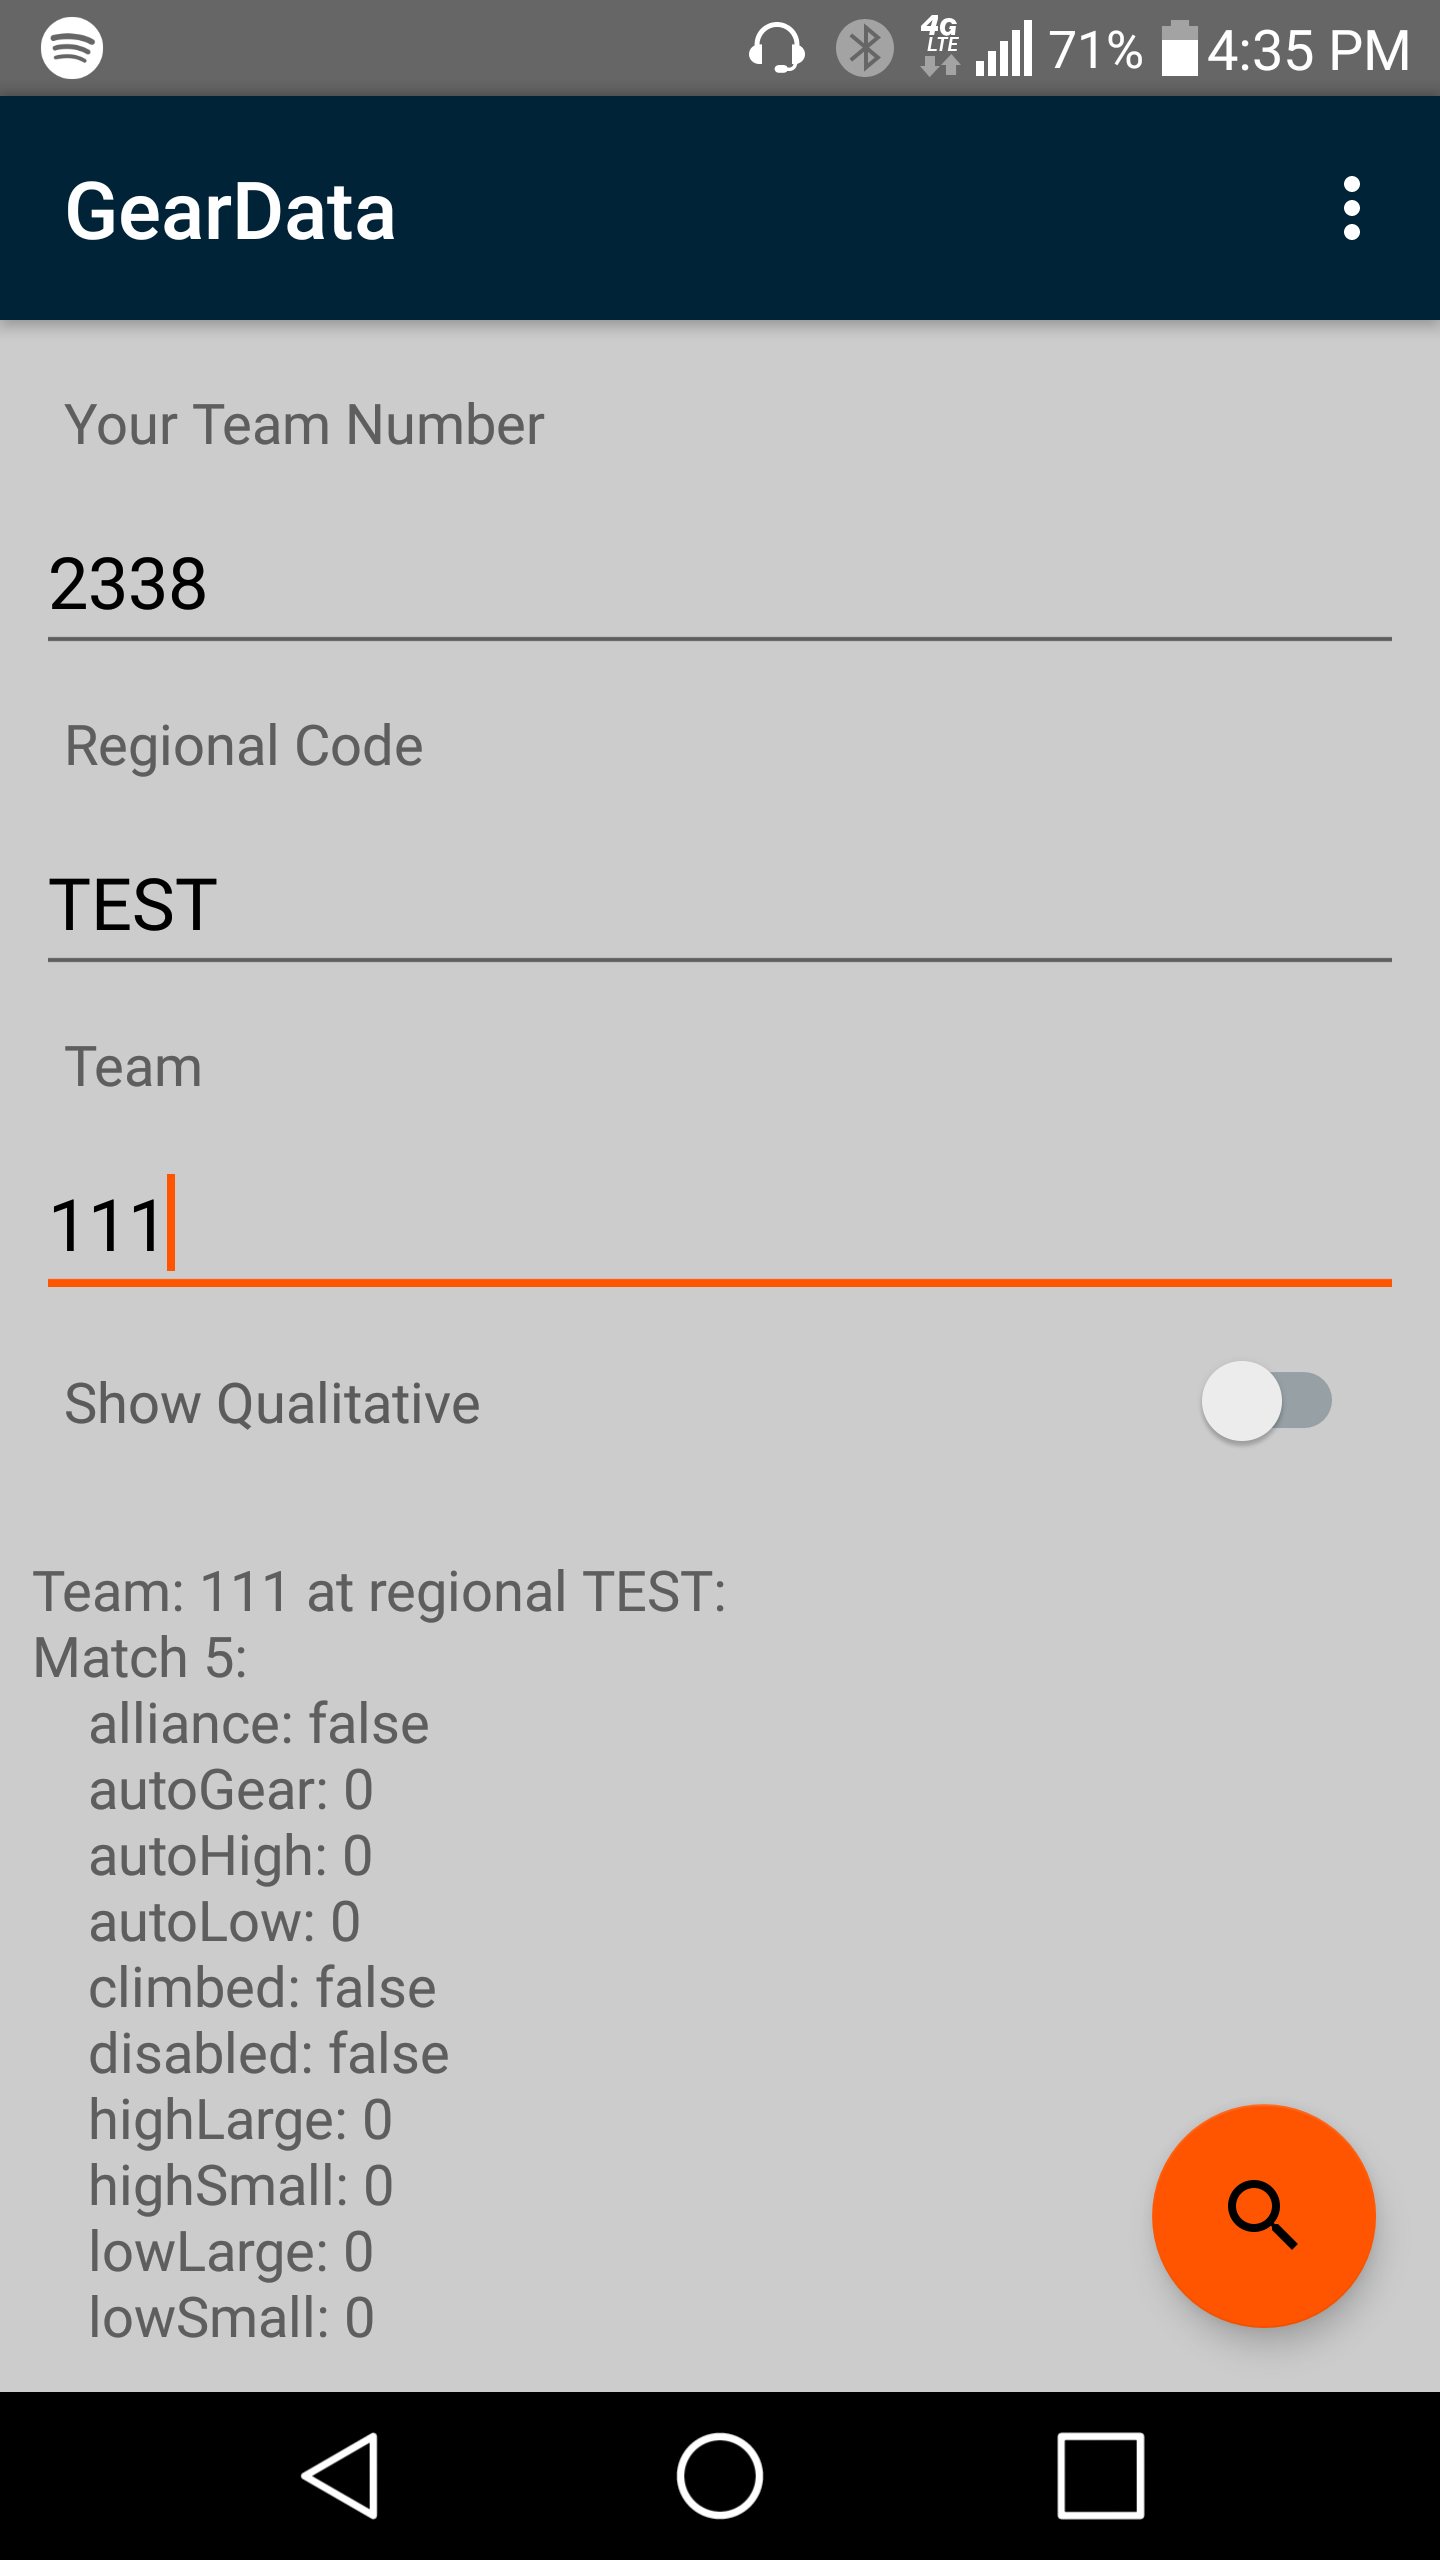 4G LTE 71% 4:35 PM
GearData
Your Team Number
2338
Regional Code
TEST
Team
111
Show Qualitative
Team: 111 at regional TEST:
Match 5:
alliance: false
autoGear: 0
autoHigh: 0
autoLow: 0
climbed: false
disabled: false
highLarge: 0
highSmall: 0
lowLarge: 0
lowSmall: 0